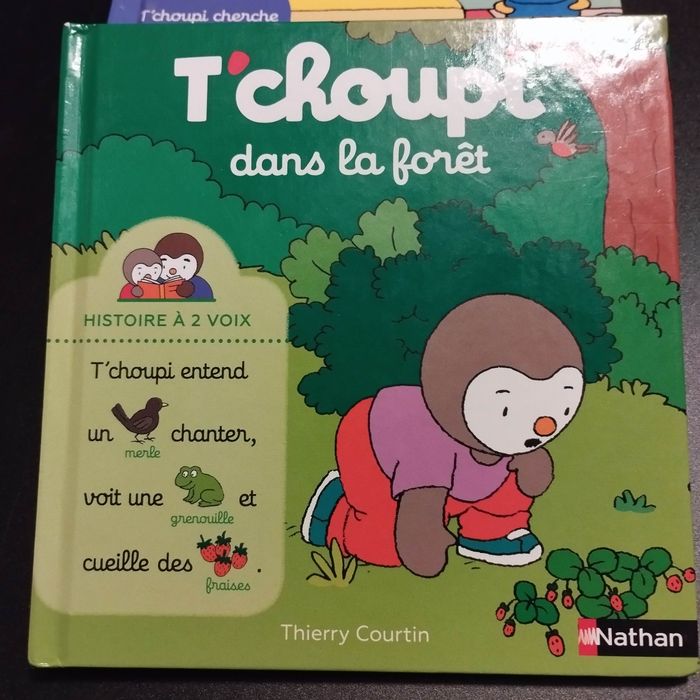 T'choupi cherche
T'choupi
dans la forêt
HISTOIRE À 2 VOIX
T'choupi entend
un chanter,
merle
voit une et
grenouille
cueille des .
fraises
Thierry Courtin
Nathan